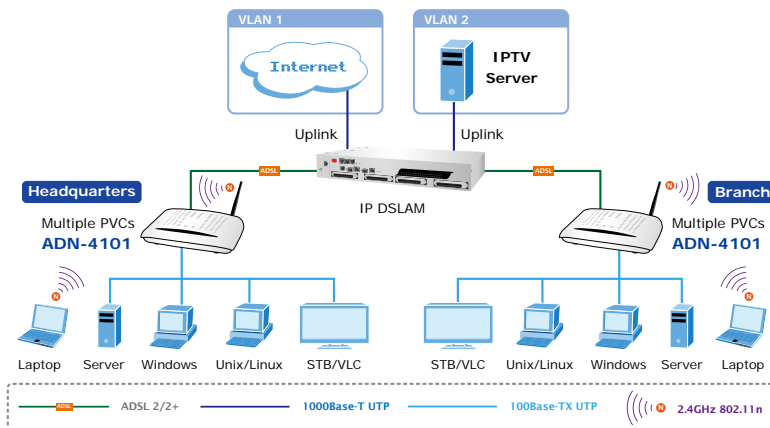 VLAN 1
VLAN 2
Internet
IPTV
Server
Uplink
Uplink
ADSL
ADSL
N
N
Headquarters
Branch
IP DSLAM
Multiple PVCs
ADN-4101
Multiple PVCs
ADN-4101
N
N
Laptop
Server
Windows
Unix/Linux
STB/VLC
STB/VLC
Unix/Linux
Windows
Server
Laptop
ADSL
ADSL 2/2+
1000Base-T UTP
100Base-TX UTP
N
2.4GHz 802.11n